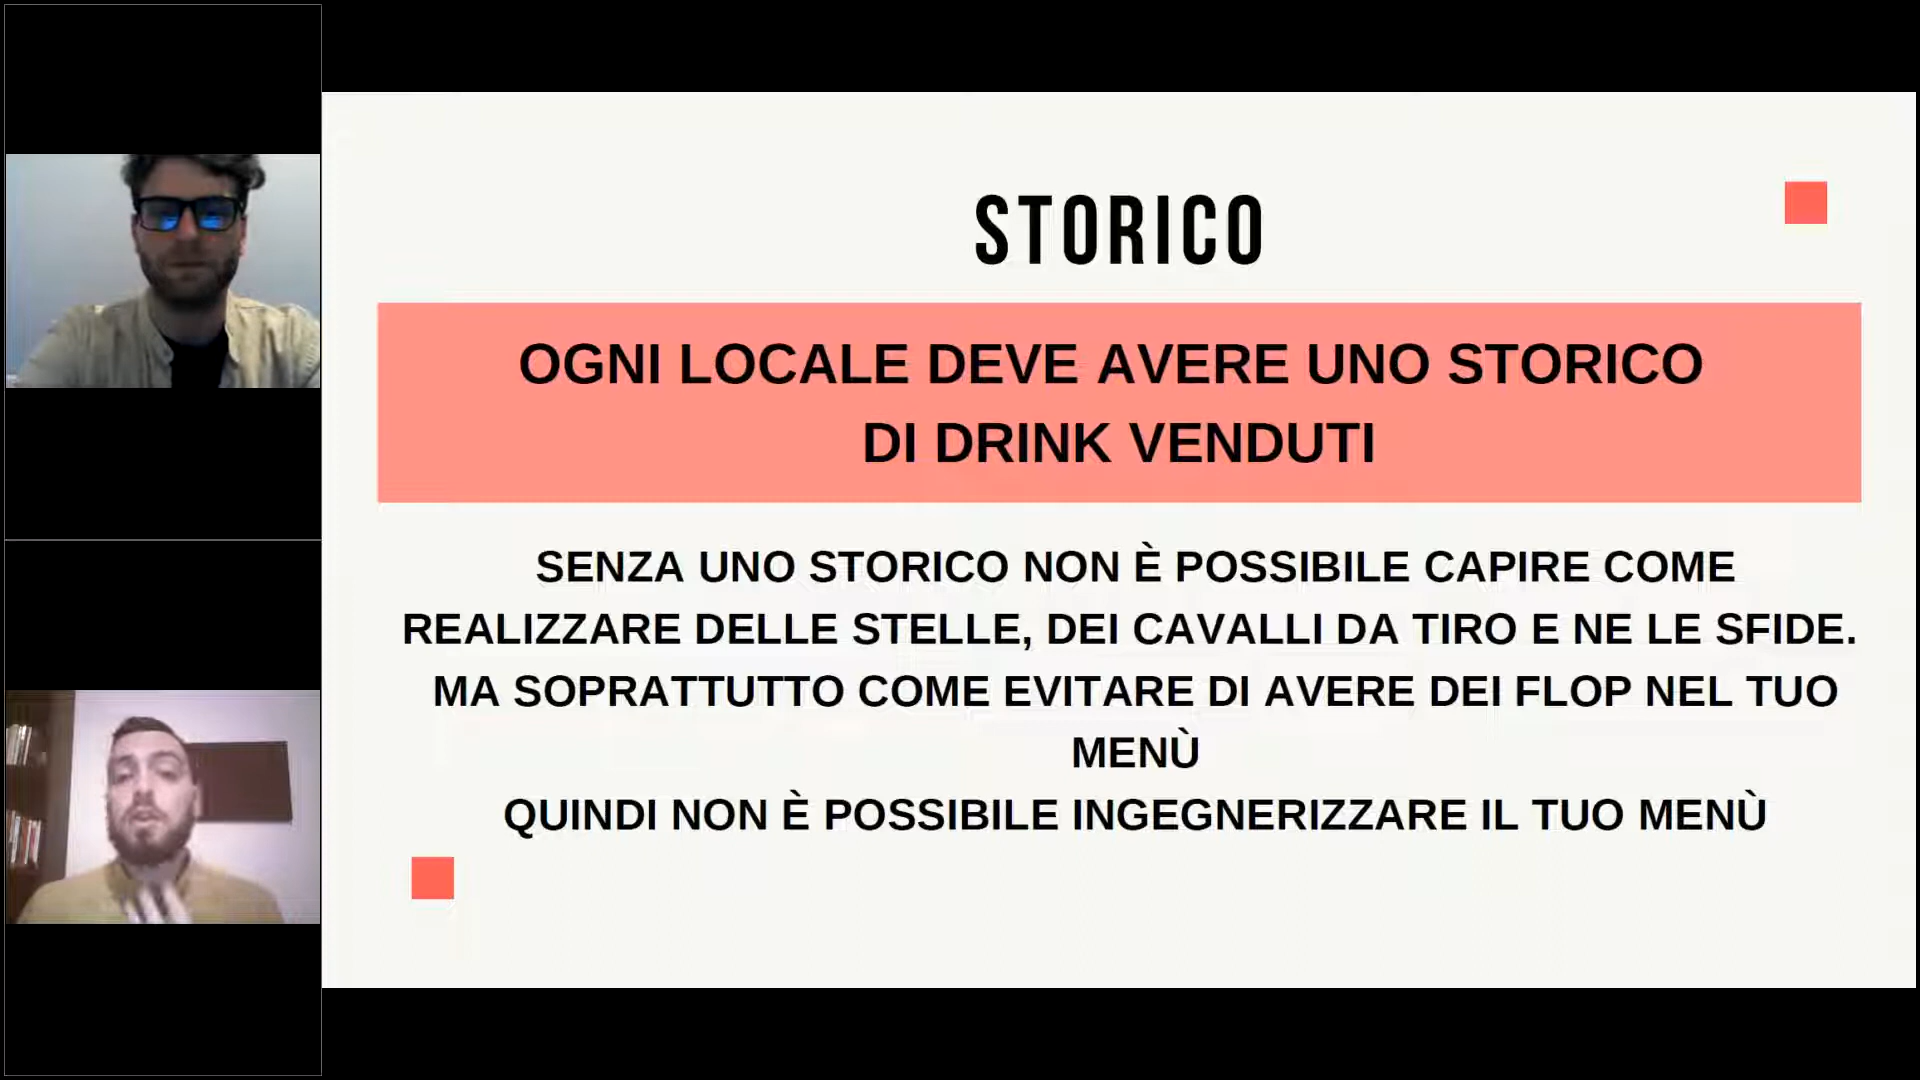 STORICO
OGNI LOCALE DEVE AVERE UNO STORICO
DI DRINK VENDUTI
SENZA UNO STORICO NON È POSSIBILE CAPIRE COME
REALIZZARE DELLE STELLE, DEI CAVALLI DA TIRO E NE LE SFIDE.
MA SOPRATTUTTO COME EVITARE DI AVERE DEI FLOP NEL TUO
MENÙ
QUINDI NON È POSSIBILE INGEGNERIZZARE IL TUO MENÙ